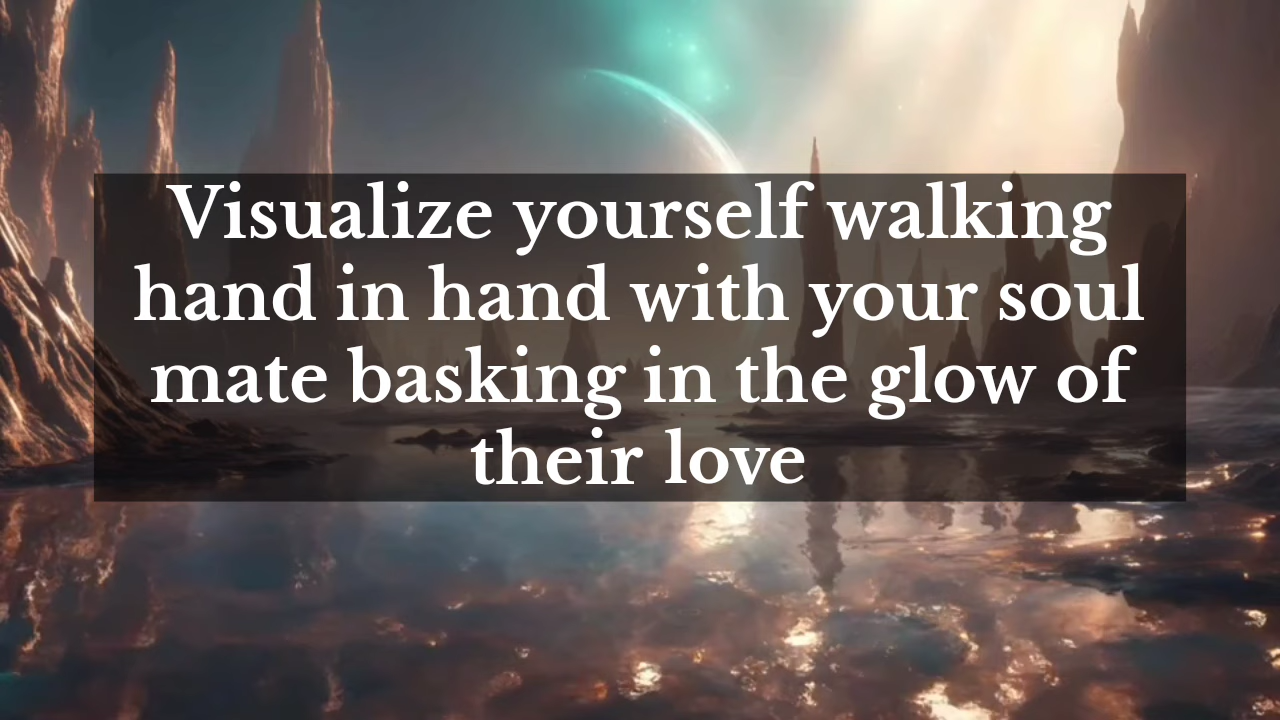 Visualize yourself walking
hand in hand with your soul
mate basking in the glow of
their love